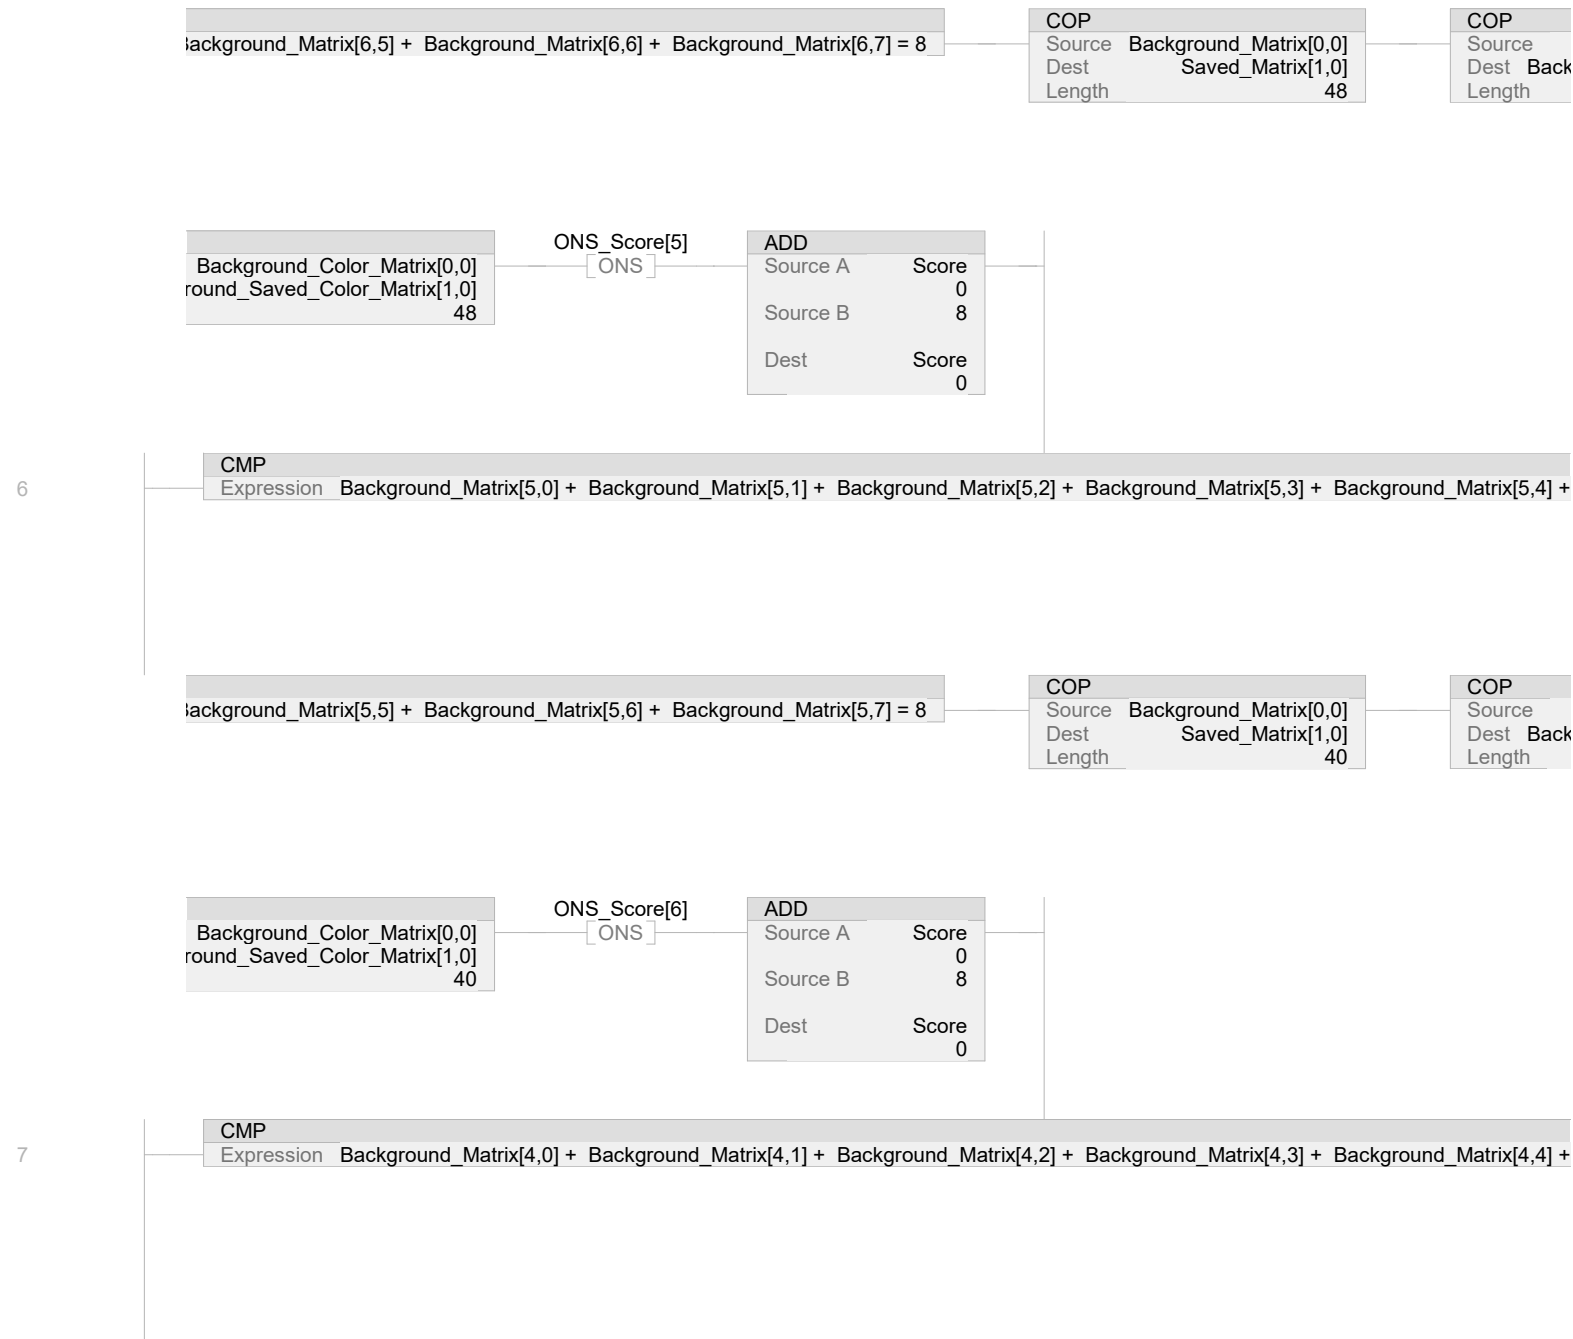 Background_Matrix[6,5] + Background_Matrix[6,6] + Background_Matrix[6,7] = 8
COP
Source Background_Matrix[0,0]
Dest Saved_Matrix[1,0]
Length 48
COP
Source
Dest Back
Length
Background_Color_Matrix[0,0]
round_Saved_Color_Matrix[1,0]
48
ONS_Score[5]
ONS
ADD
Source A Score
0
Source B 8
Dest Score
0
6
CMP
Expression Background_Matrix[5,0] + Background_Matrix[5,1] + Background_Matrix[5,2] + Background_Matrix[5,3] + Background_Matrix[5,4] +
Background_Matrix[5,5] + Background_Matrix[5,6] + Background_Matrix[5,7] = 8
COP
Source Background_Matrix[0,0]
Dest Saved_Matrix[1,0]
Length 40
COP
Source
Dest Back
Length
Background_Color_Matrix[0,0]
round_Saved_Color_Matrix[1,0]
40
ONS_Score[6]
ONS
ADD
Source A Score
0
Source B 8
Dest Score
0
7
CMP
Expression Background_Matrix[4,0] + Background_Matrix[4,1] + Background_Matrix[4,2] + Background_Matrix[4,3] + Background_Matrix[4,4] +